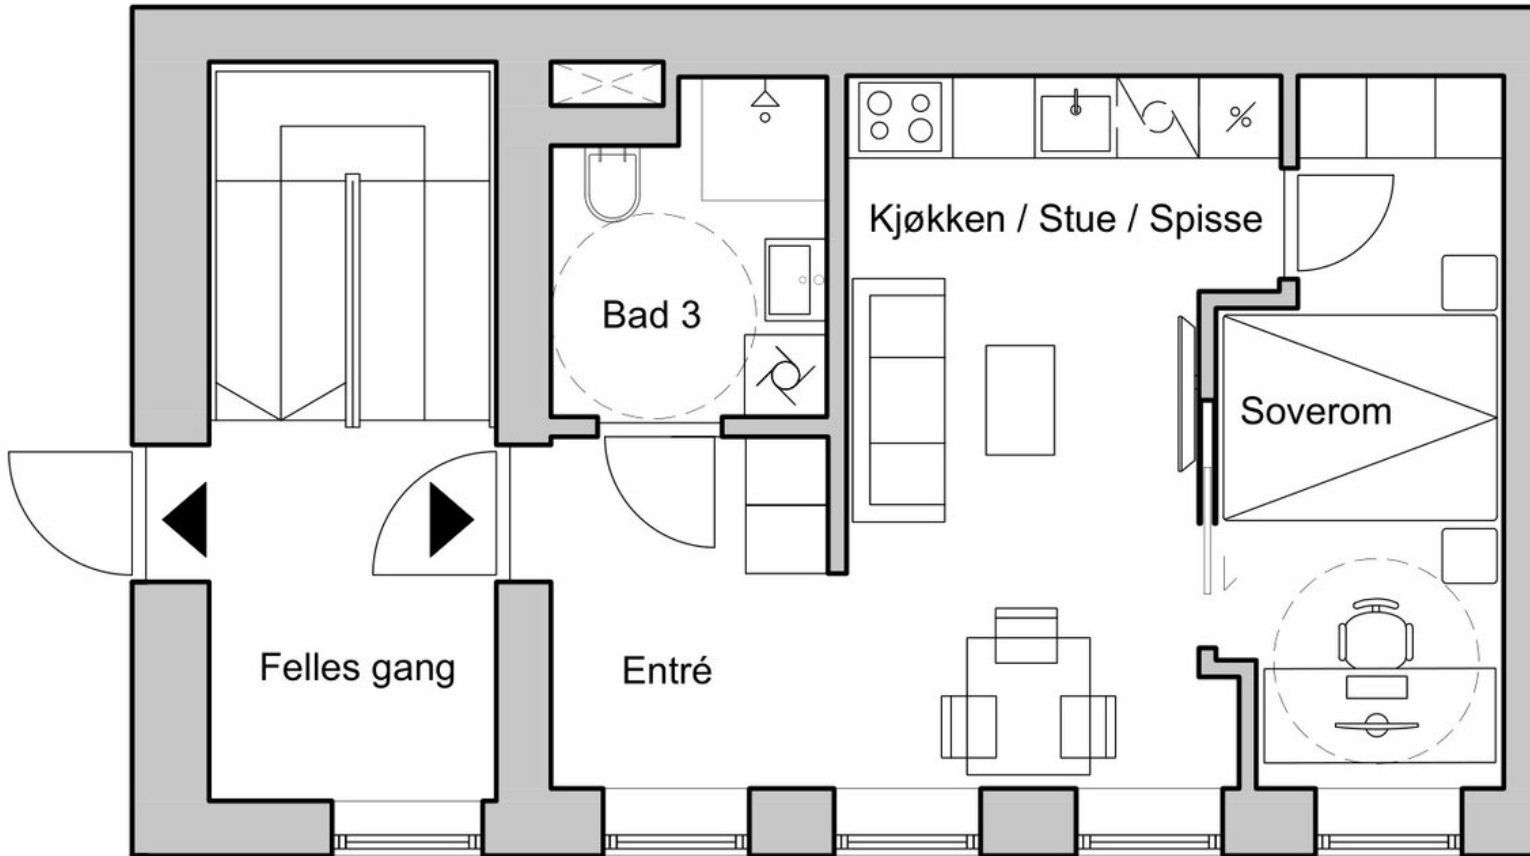 Kjøkken / Stue / Spisse
%
Bad 3
Soverom
Felles gang
Entré